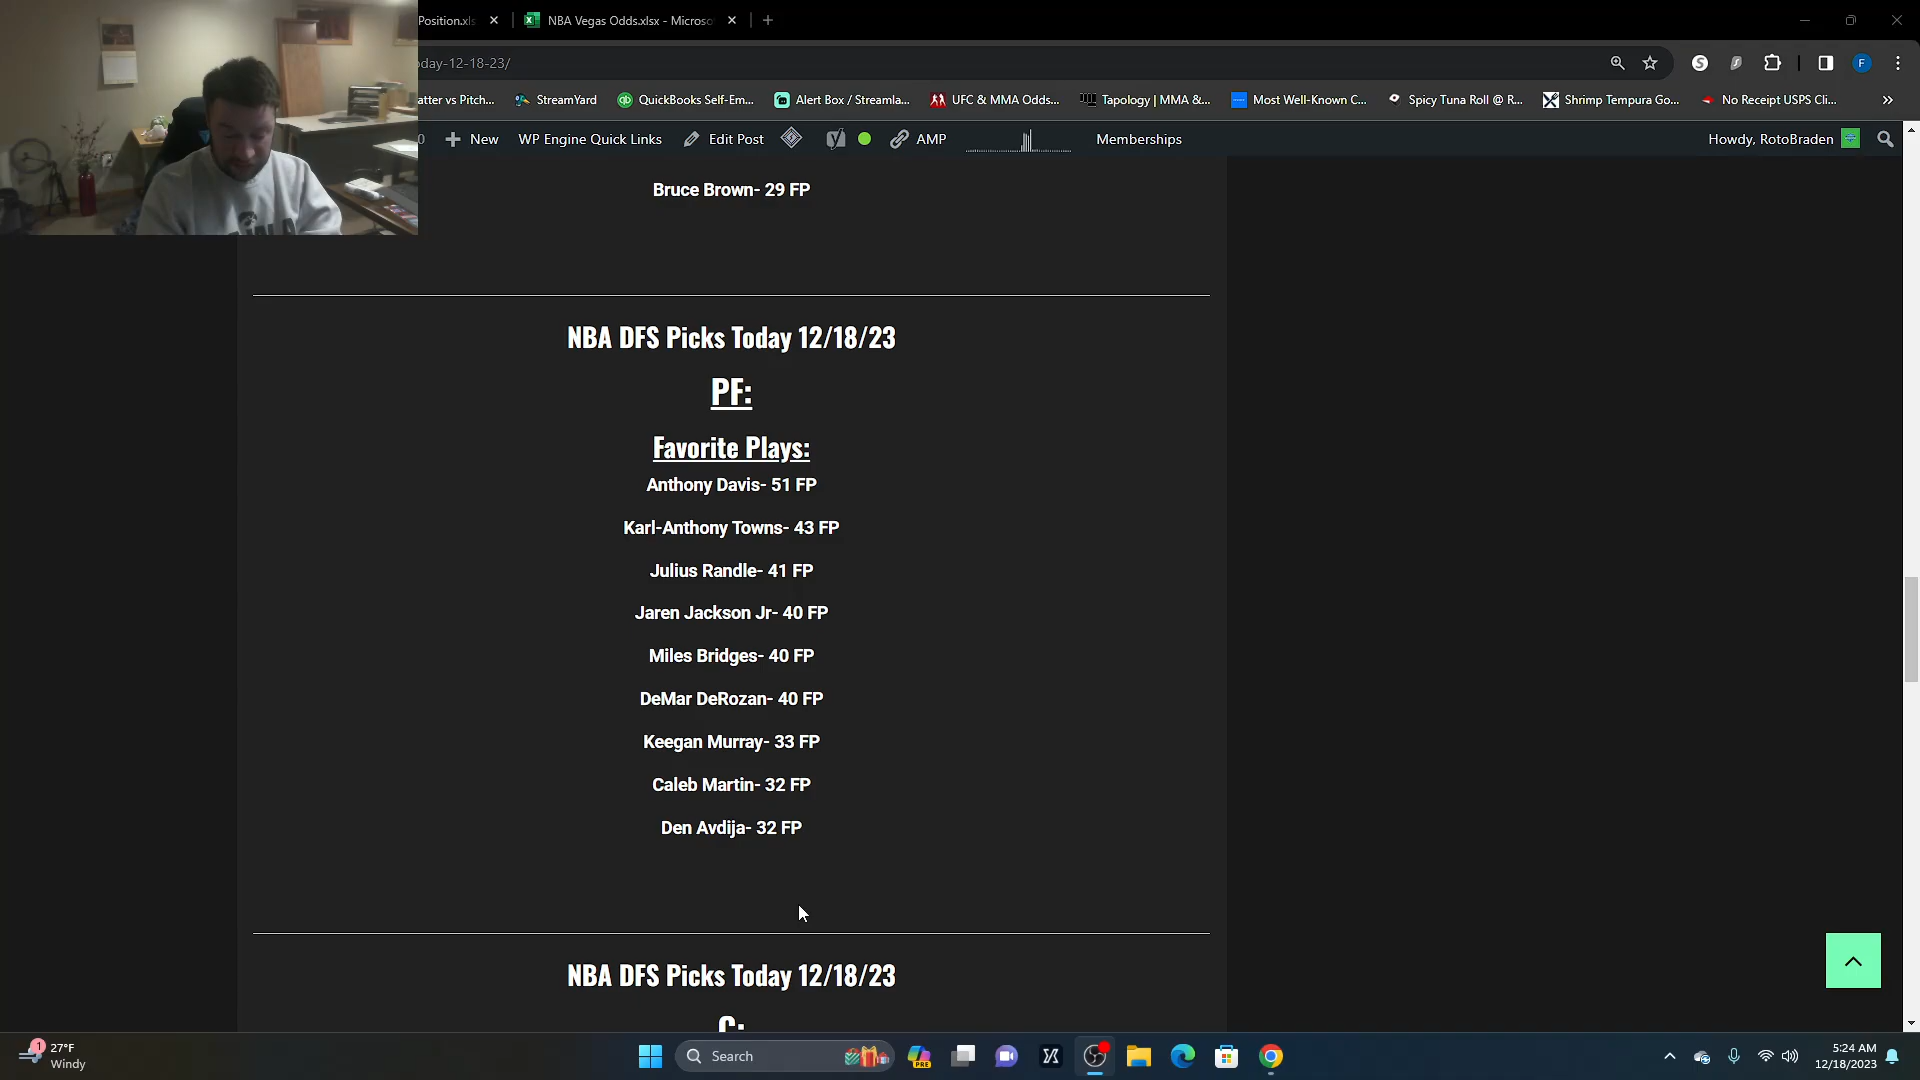 Position.xls
NBA Vegas Odds.xlsx - Microso
day-12-18-23/
atter vs Pitch...
StreamYard
QuickBooks Self-Em...
Alert Box / Streamla...
UFC & MMA Odds...
Tapology | MMA &...
Most Well-Known C...
Spicy Tuna Roll @ R...
Shrimp Tempura Go...
No Receipt USPS Cli...
0
New
WP Engine Quick Links
Edit Post
AMP
Memberships
Howdy, RotoBraden
Bruce Brown- 29 FP
NBA DFS Picks Today 12/18/23
PF:
Favorite Plays:
Anthony Davis- 51 FP
Karl-Anthony Towns- 43 FP
Julius Randle- 41 FP
Jaren Jackson Jr- 40 FP
Miles Bridges- 40 FP
DeMar DeRozan- 40 FP
Keegan Murray- 33 FP
Caleb Martin- 32 FP
Den Avdija- 32 FP
NBA DFS Picks Today 12/18/23
C:
1
27°F
Windy
Search
PRE
5:24 AM
12/18/2023